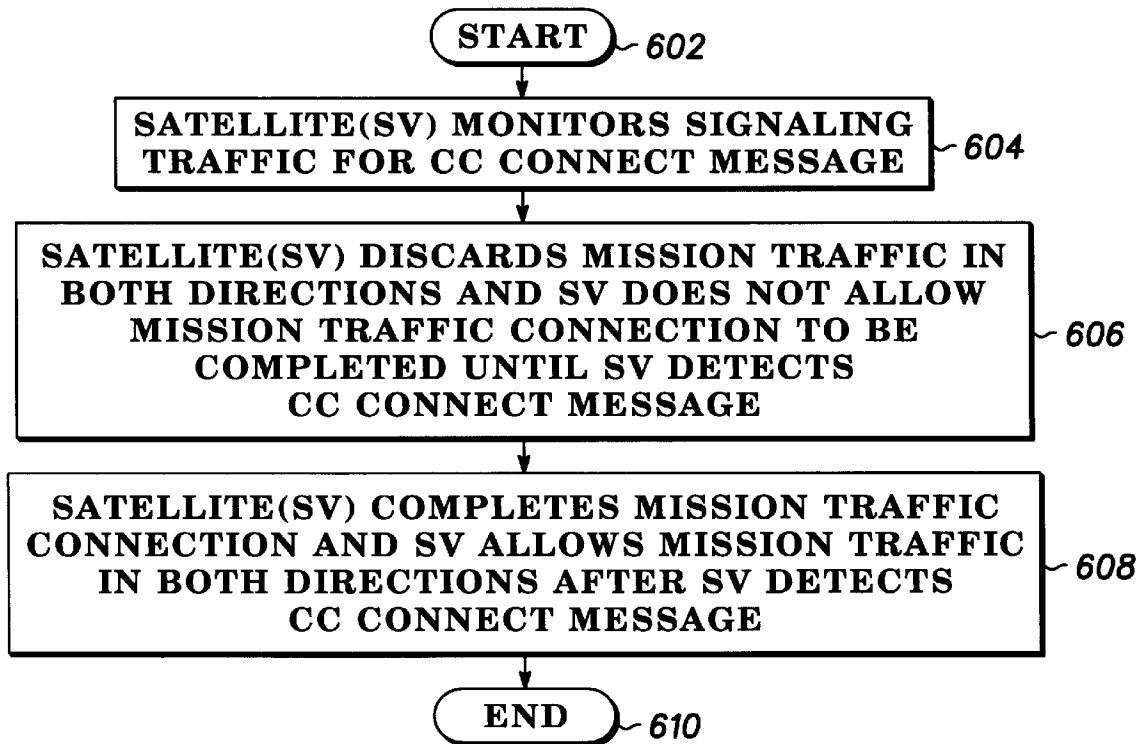 START
602
SATELLITE(SV) MONITORS SIGNALING
TRAFFIC FOR CC CONNECT MESSAGE
604
SATELLITE(SV) DISCARDS MISSION TRAFFIC IN
BOTH DIRECTIONS AND SV DOES NOT ALLOW
MISSION TRAFFIC CONNECTION TO BE
COMPLETED UNTIL SV DETECTS
CC CONNECT MESSAGE
606
SATELLITE(SV) COMPLETES MISSION TRAFFIC
CONNECTION AND SV ALLOWS MISSION TRAFFIC
IN BOTH DIRECTIONS AFTER SV DETECTS
CC CONNECT MESSAGE
608
END
610